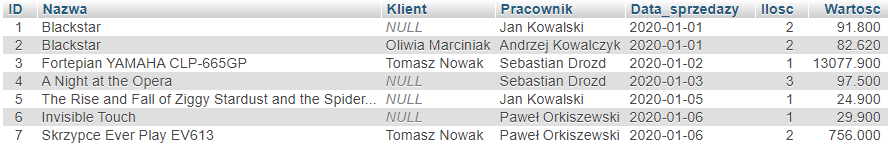 ID Nazwa Klient Pracownik Data_sprzedazy Ilosc Wartosc
1 Blackstar NULL Jan Kowalski 2020-01-01 2 91.800
2 Blackstar Oliwia Marciniak Andrzej Kowalczyk 2020-01-01 2 82.620
3 Fortepian YAMAHA CLP-665GP Tomasz Nowak Sebastian Drozd 2020-01-02 1 13077.900
4 A Night at the Opera NULL Sebastian Drozd 2020-01-03 3 97.500
5 The Rise and Fall of Ziggy Stardust and the Spider... NULL Jan Kowalski 2020-01-05 1 24.900
6 Invisible Touch NULL Paweł Orkiszewski 2020-01-06 1 29.900
7 Skrzypce Ever Play EV613 Tomasz Nowak Paweł Orkiszewski 2020-01-06 2 756.000